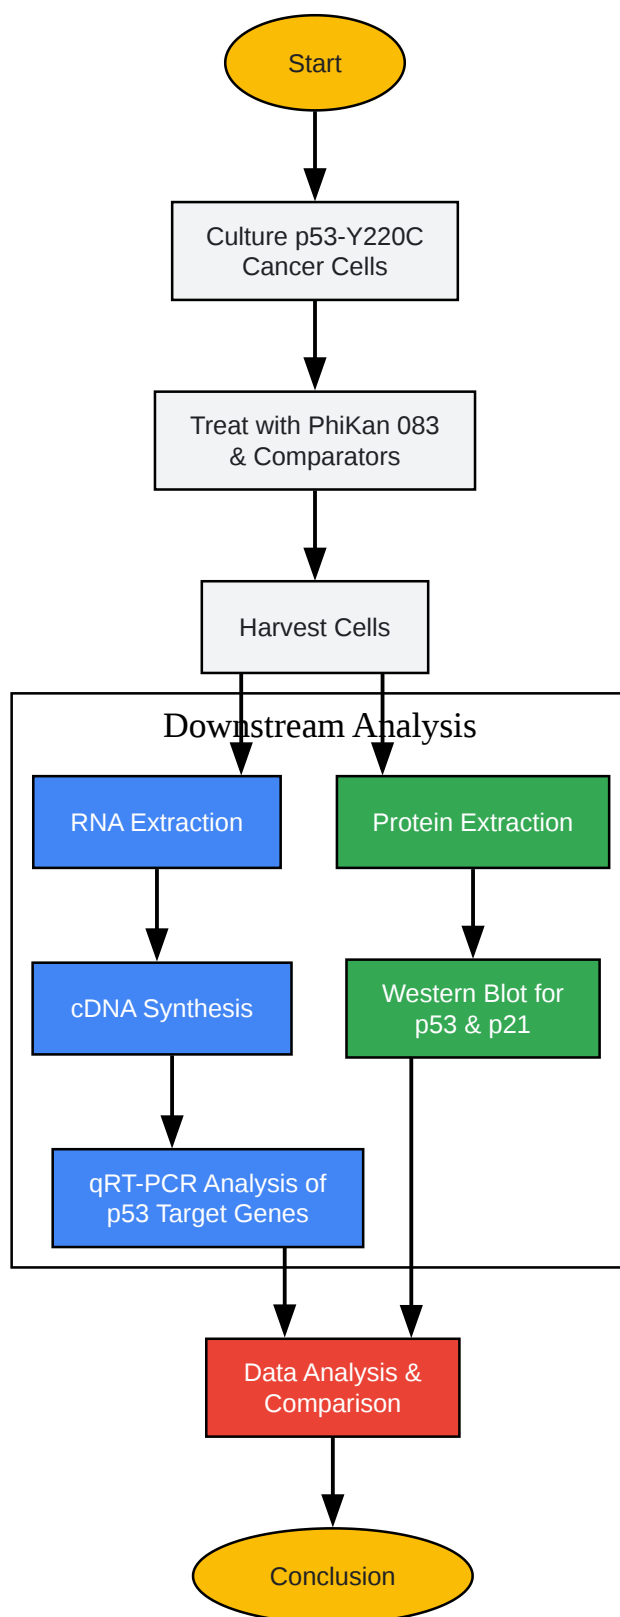 Start
Culture p53-Y220C
Cancer Cells
Treat with PhiKan 083
& Comparators
Harvest Cells
Downstream Analysis
RNA Extraction
Protein Extraction
cDNA Synthesis
Western Blot for
p53 & p21
qRT-PCR Analysis of
p53 Target Genes
Data Analysis &
Comparison
Conclusion